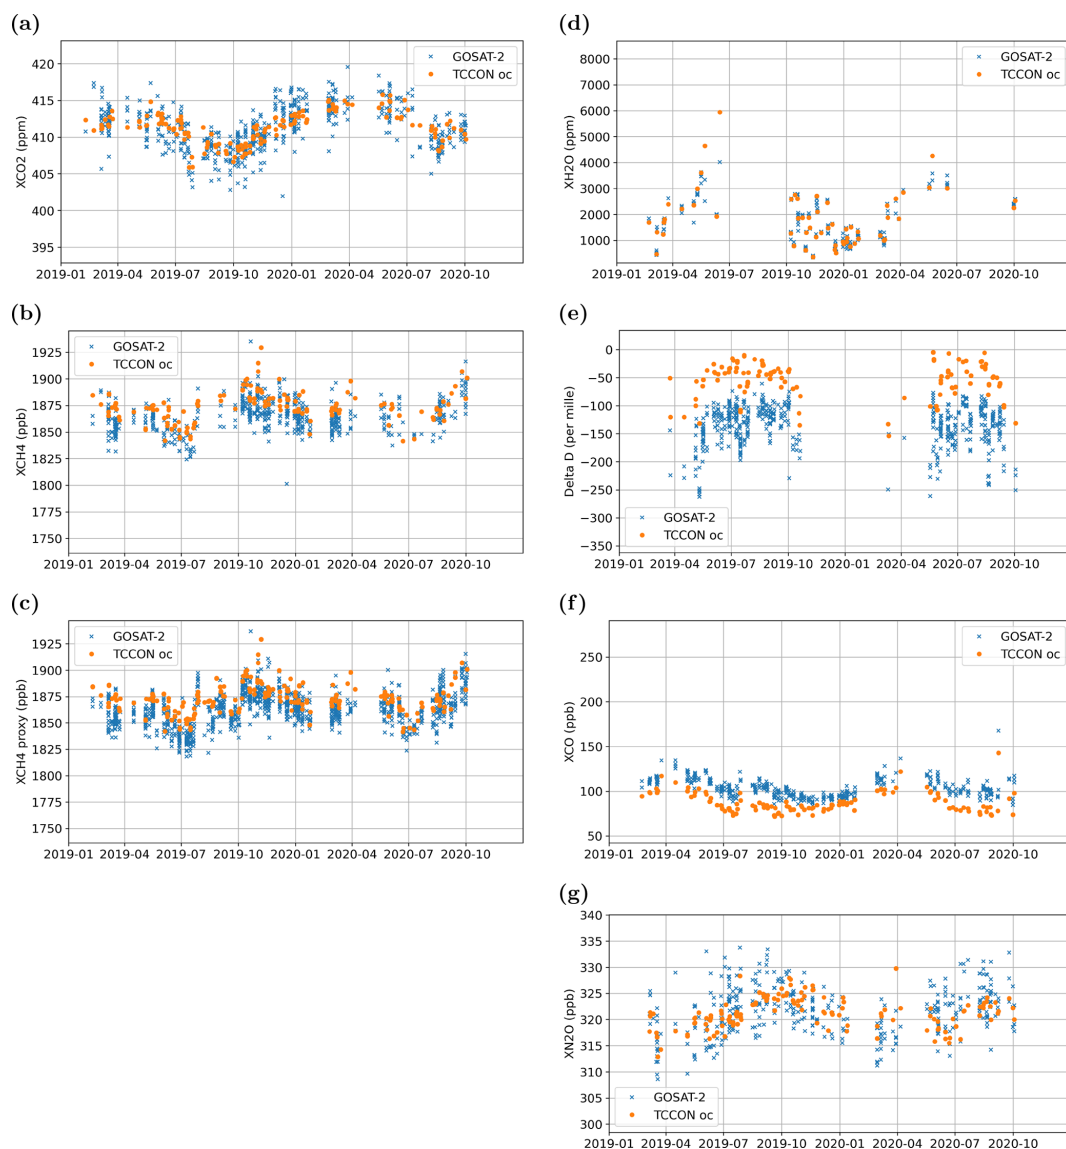 (a)
XCO2 (ppm)
420
415
410
405
400
395
GOSAT-2
TCCON oc
2019-01 2019-04 2019-07 2019-10 2020-01 2020-04 2020-07 2020-10
(b)
XCH4 (ppb)
1925
1900
1875
1850
1825
1800
1775
1750
GOSAT-2
TCCON oc
2019-01 2019-04 2019-07 2019-10 2020-01 2020-04 2020-07 2020-10
(c)
XCH4 proxy (ppb)
1925
1900
1875
1850
1825
1800
1775
1750
GOSAT-2
TCCON oc
2019-01 2019-04 2019-07 2019-10 2020-01 2020-04 2020-07 2020-10
(d)
XH2O (ppm)
8000
7000
6000
5000
4000
3000
2000
1000
GOSAT-2
TCCON oc
2019-01 2019-04 2019-07 2019-10 2020-01 2020-04 2020-07 2020-10
(e)
Delta D (per mille)
0
−50
−100
−150
−200
−250
−300
−350
GOSAT-2
TCCON oc
2019-01 2019-04 2019-07 2019-10 2020-01 2020-04 2020-07 2020-10
(f)
XCO (ppb)
250
200
150
100
50
GOSAT-2
TCCON oc
2019-01 2019-04 2019-07 2019-10 2020-01 2020-04 2020-07 2020-10
(g)
XN2O (ppb)
340
335
330
325
320
315
310
305
300
GOSAT-2
TCCON oc
2019-01 2019-04 2019-07 2019-10 2020-01 2020-04 2020-07 2020-10